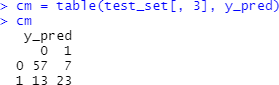 > cm = table(test_set[, 3], y_pred)
> cm
   y_pred
     0  1
  0 57  7
  1 13 23